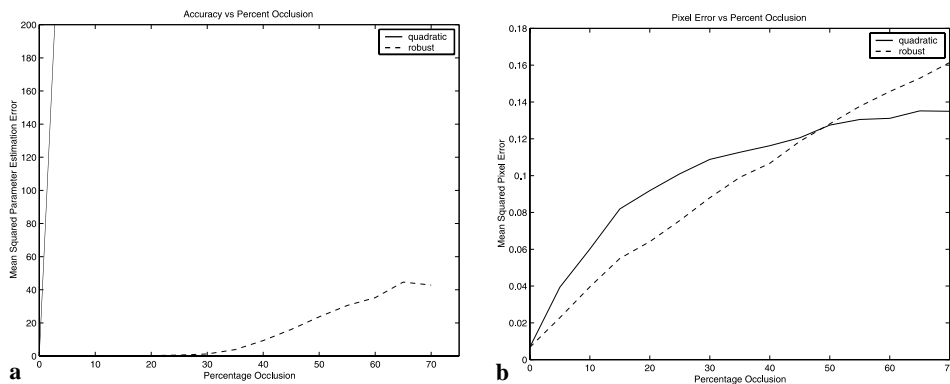 Accuracy vs Percent Occlusion
quadratic
robust
Mean Squared Parameter Estimation Error
200
180
160
140
120
100
80
60
40
20
0
0 10 20 30 40 50 60 70
Percentage Occlusion
a
Pixel Error vs Percent Occlusion
quadratic
robust
Mean Squared Pixel Error
0.18
0.16
0.14
0.12
0.1
0.08
0.06
0.04
0.02
0
0 10 20 30 40 50 60 70
Percentage Occlusion
b